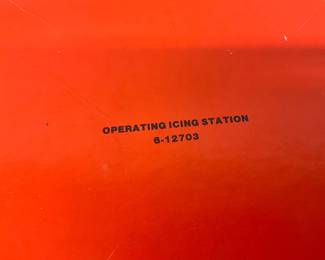 OPERATING ICING STATION
6-12703